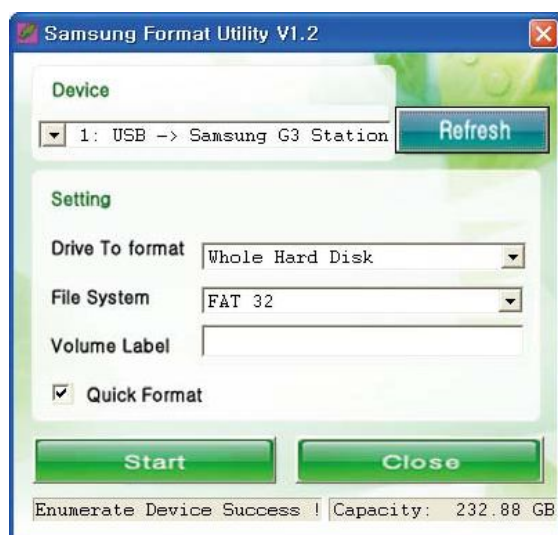 Samsung Format Utility V1.2
Device
1: USB -> Samsung G3 Station
Refresh
Setting
Drive To format
Whole Hard Disk
File System
FAT 32
Volume Label
Quick Format
Start
Close
Enumerate Device Success !
Capacity: 232.88 GB